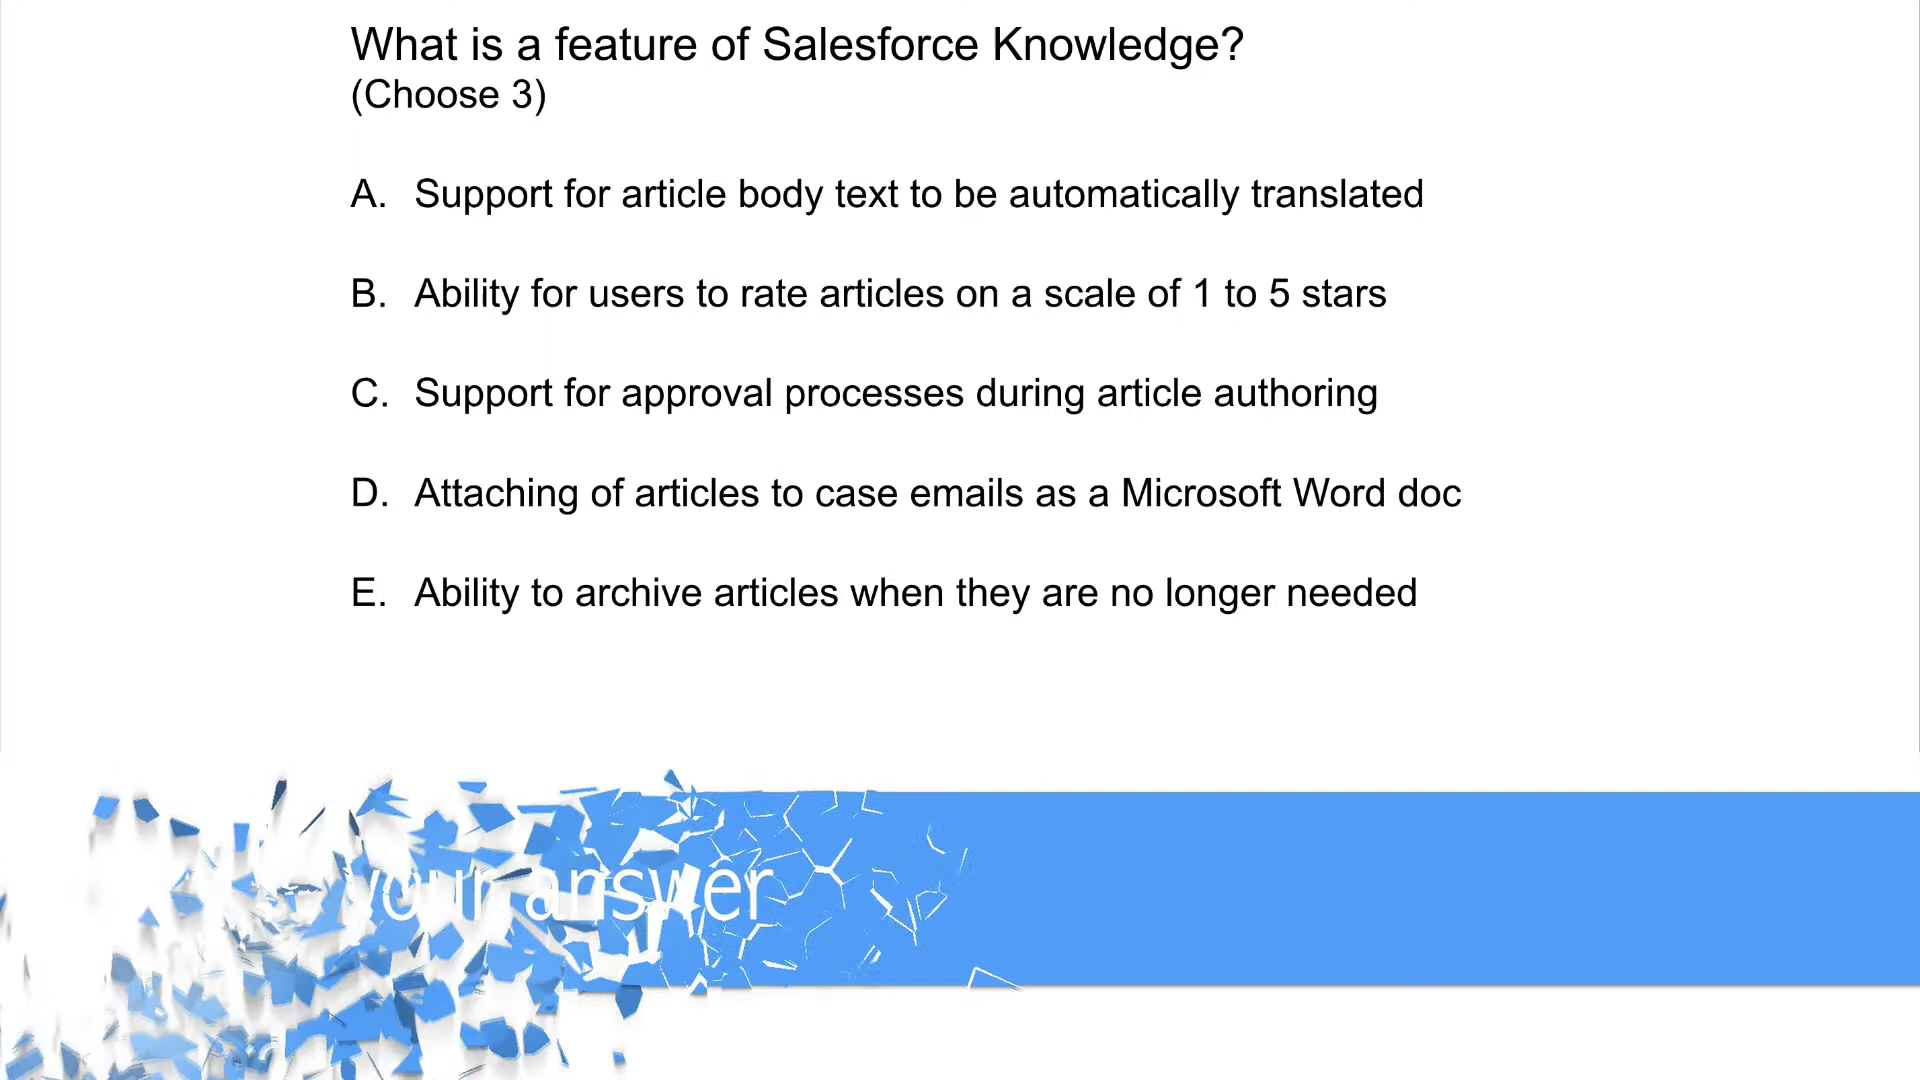 What is a feature of Salesforce Knowledge?
(Choose 3)
A. Support for article body text to be automatically translated
B. Ability for users to rate articles on a scale of 1 to 5 stars
C. Support for approval processes during article authoring
D. Attaching of articles to case emails as a Microsoft Word doc
E. Ability to archive articles when they are no longer needed
your answer